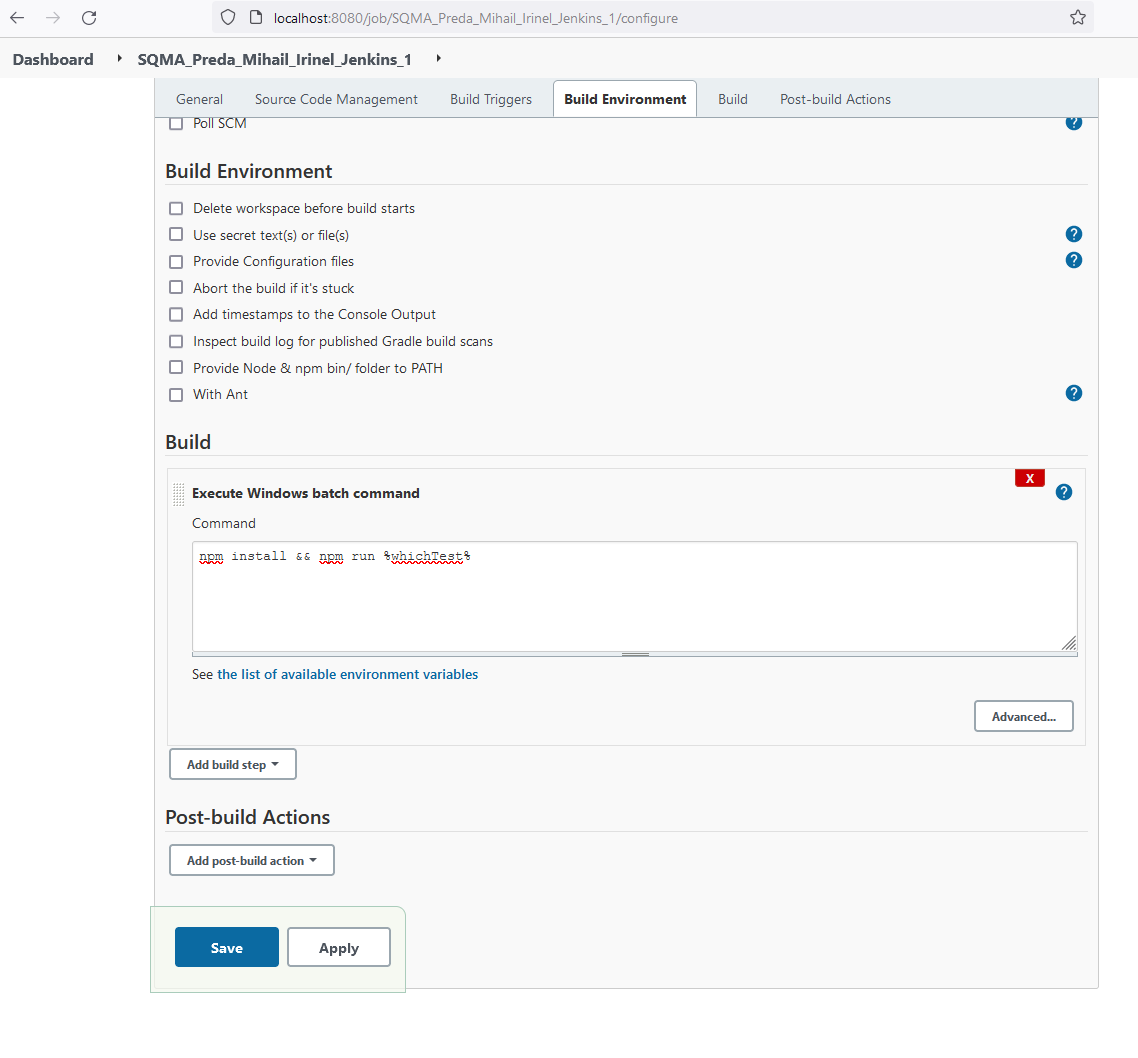 localhost:8080/job/SQMA_Preda_Mihail_Irinel_Jenkins_1/configure
Dashboard SQMA_Preda_Mihail_Irinel_Jenkins_1
General Source Code Management Build Triggers Build Environment Build Post-build Actions
Poll SCM ?
Build Environment
Delete workspace before build starts
Use secret text(s) or file(s) ?
Provide Configuration files ?
Abort the build if it's stuck
Add timestamps to the Console Output
Inspect build log for published Gradle build scans
Provide Node & npm bin/ folder to PATH
With Ant ?
Build
X
Execute Windows batch command ?
Command
npm install && npm run %whichTest%
See the list of available environment variables
Advanced...
Add build step
Post-build Actions
Add post-build action
Save Apply